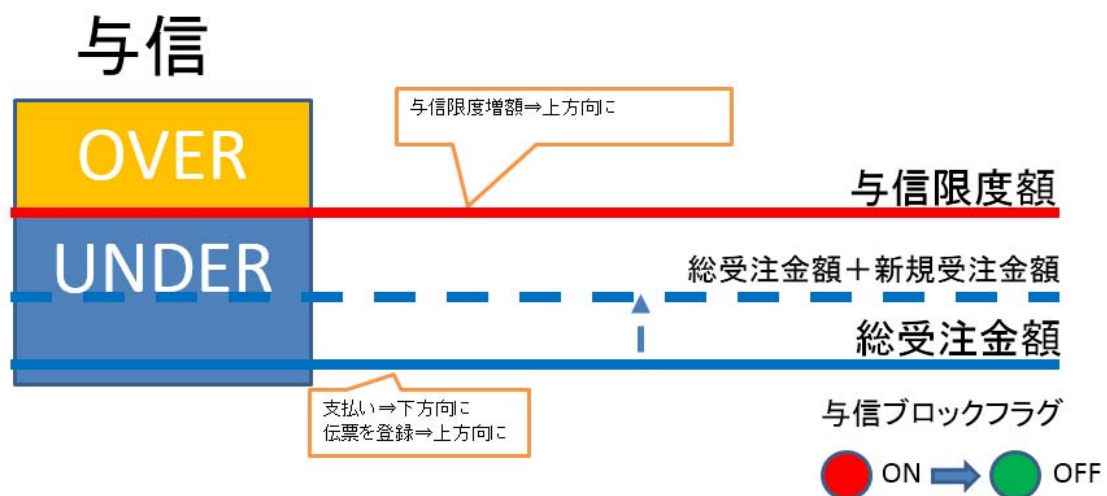 与信
OVER
与信限度増額⇒上方向に
与信限度額
UNDER
総受注金額+新規受注金額
総受注金額
支払い⇒下方向に
伝票を登録⇒上方向に
与信ブロックフラグ
ON OFF